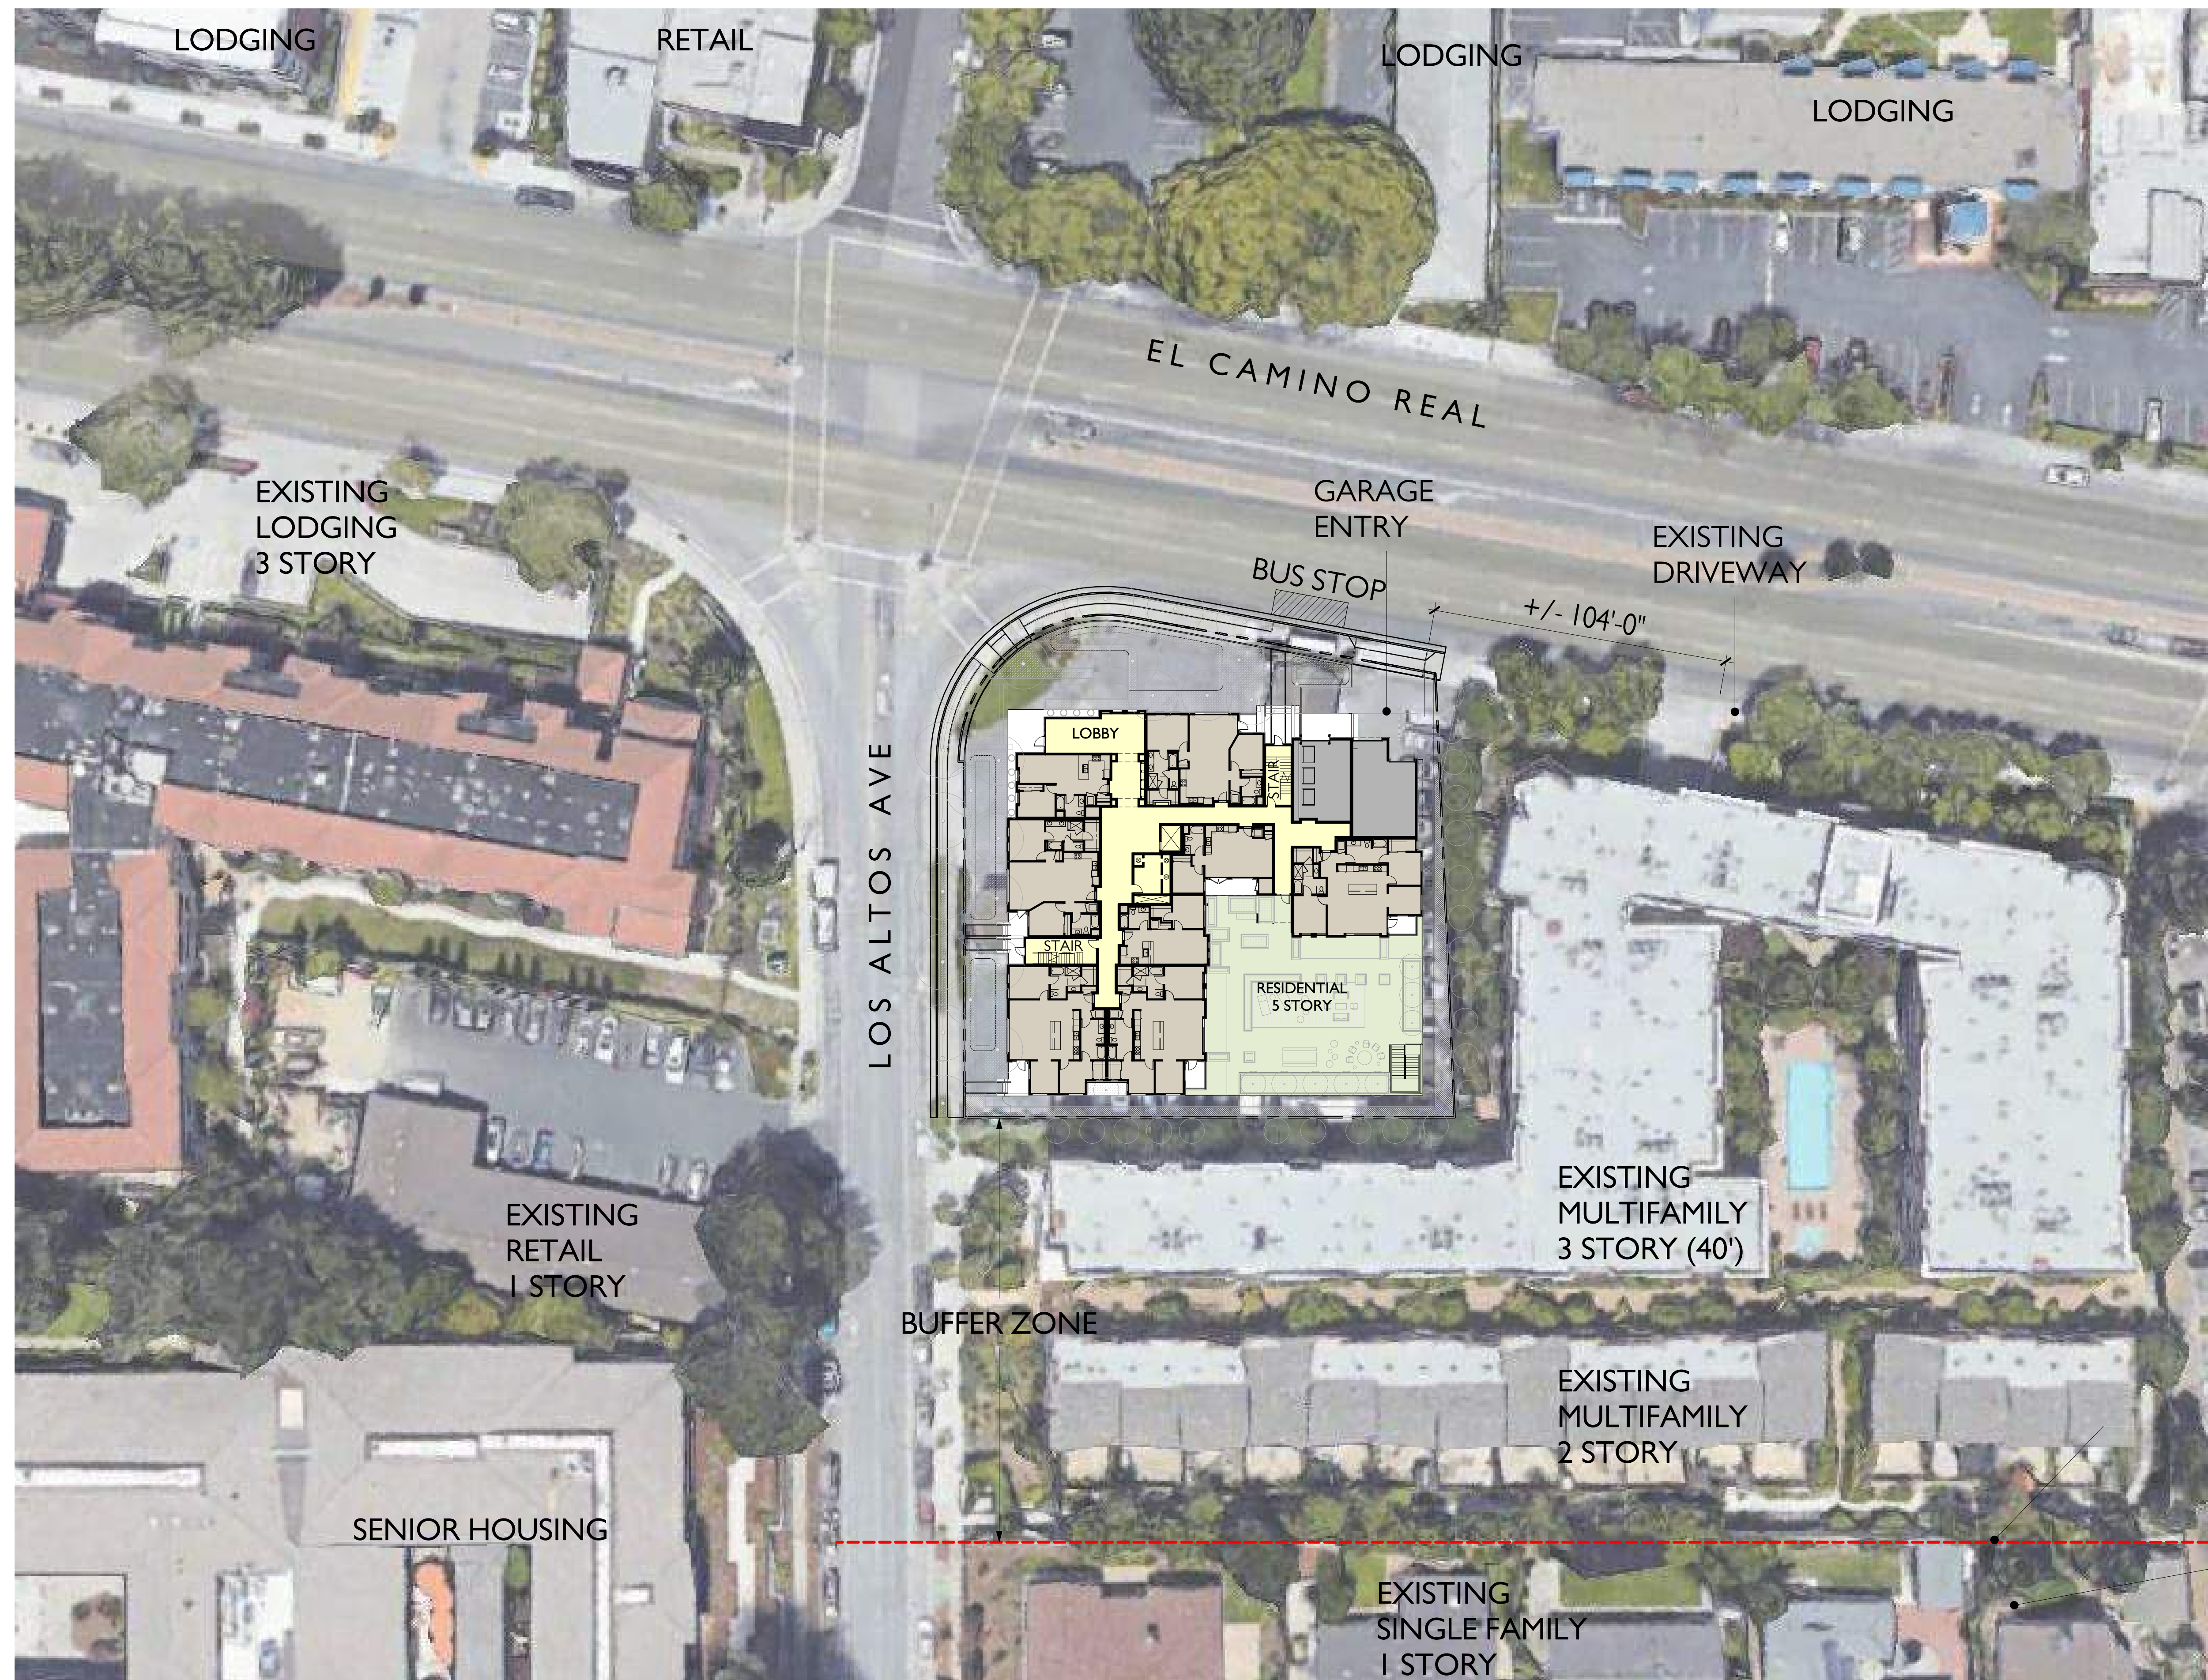 LODGING
RETAIL
LODGING
LODGING
EL CAMINO REAL
EXISTING
LODGING
3 STORY
GARAGE
ENTRY
BUS STOP
EXISTING
DRIVEWAY
+/- 104'-0"
LOBBY
STAIR
LOS ALTOS AVE
STAIR
RESIDENTIAL
5 STORY
EXISTING
MULTIFAMILY
3 STORY (40')
EXISTING
RETAIL
1 STORY
BUFFER ZONE
EXISTING
MULTIFAMILY
2 STORY
SENIOR HOUSING
EXISTING
SINGLE FAMILY
1 STORY